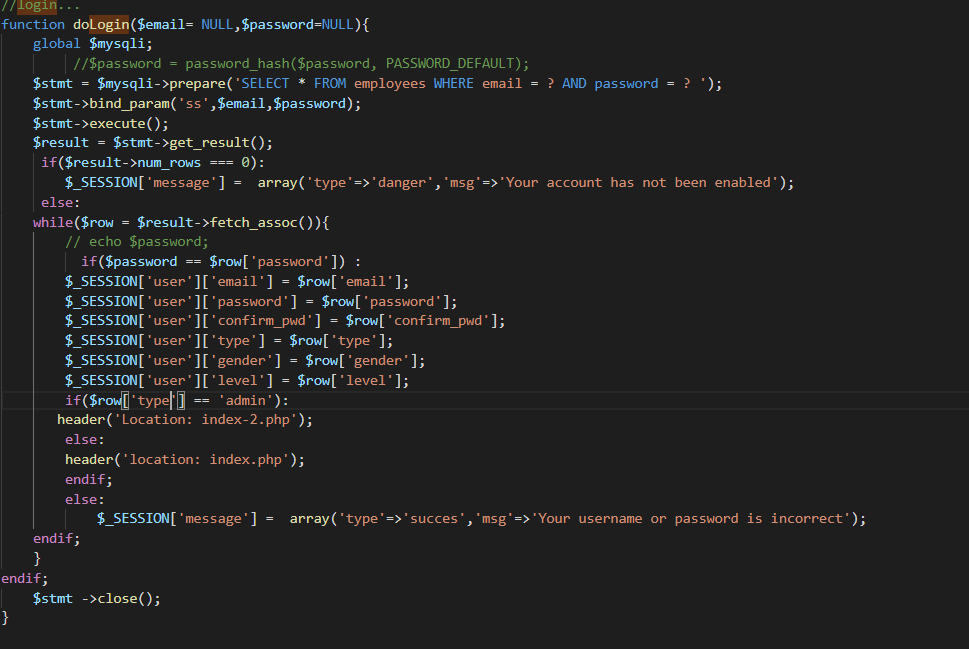 //login...
function doLogin($email= NULL,$password=NULL){
global $mysqli;
//$password = password_hash($password, PASSWORD_DEFAULT);
$stmt = $mysqli->prepare('SELECT * FROM employees WHERE email = ? AND password = ? ');
$stmt->bind_param('ss',$email,$password);
$stmt->execute();
$result = $stmt->get_result();
if($result->num_rows === 0):
$_SESSION['message'] =  array('type'=>'danger','msg'=>'Your account has not been enabled');
else:
while($row = $result->fetch_assoc()){
// echo $password;
if($password == $row['password']) :
$_SESSION['user']['email'] = $row['email'];
$_SESSION['user']['password'] = $row['password'];
$_SESSION['user']['confirm_pwd'] = $row['confirm_pwd'];
$_SESSION['user']['type'] = $row['type'];
$_SESSION['user']['gender'] = $row['gender'];
$_SESSION['user']['level'] = $row['level'];
if($row['type'] == 'admin'):
header('Location: index-2.php');
else:
header('location: index.php');
endif;
else:
$_SESSION['message'] =  array('type'=>'succes','msg'=>'Your username or password is incorrect');
endif;
}
endif;
$stmt ->close();
}